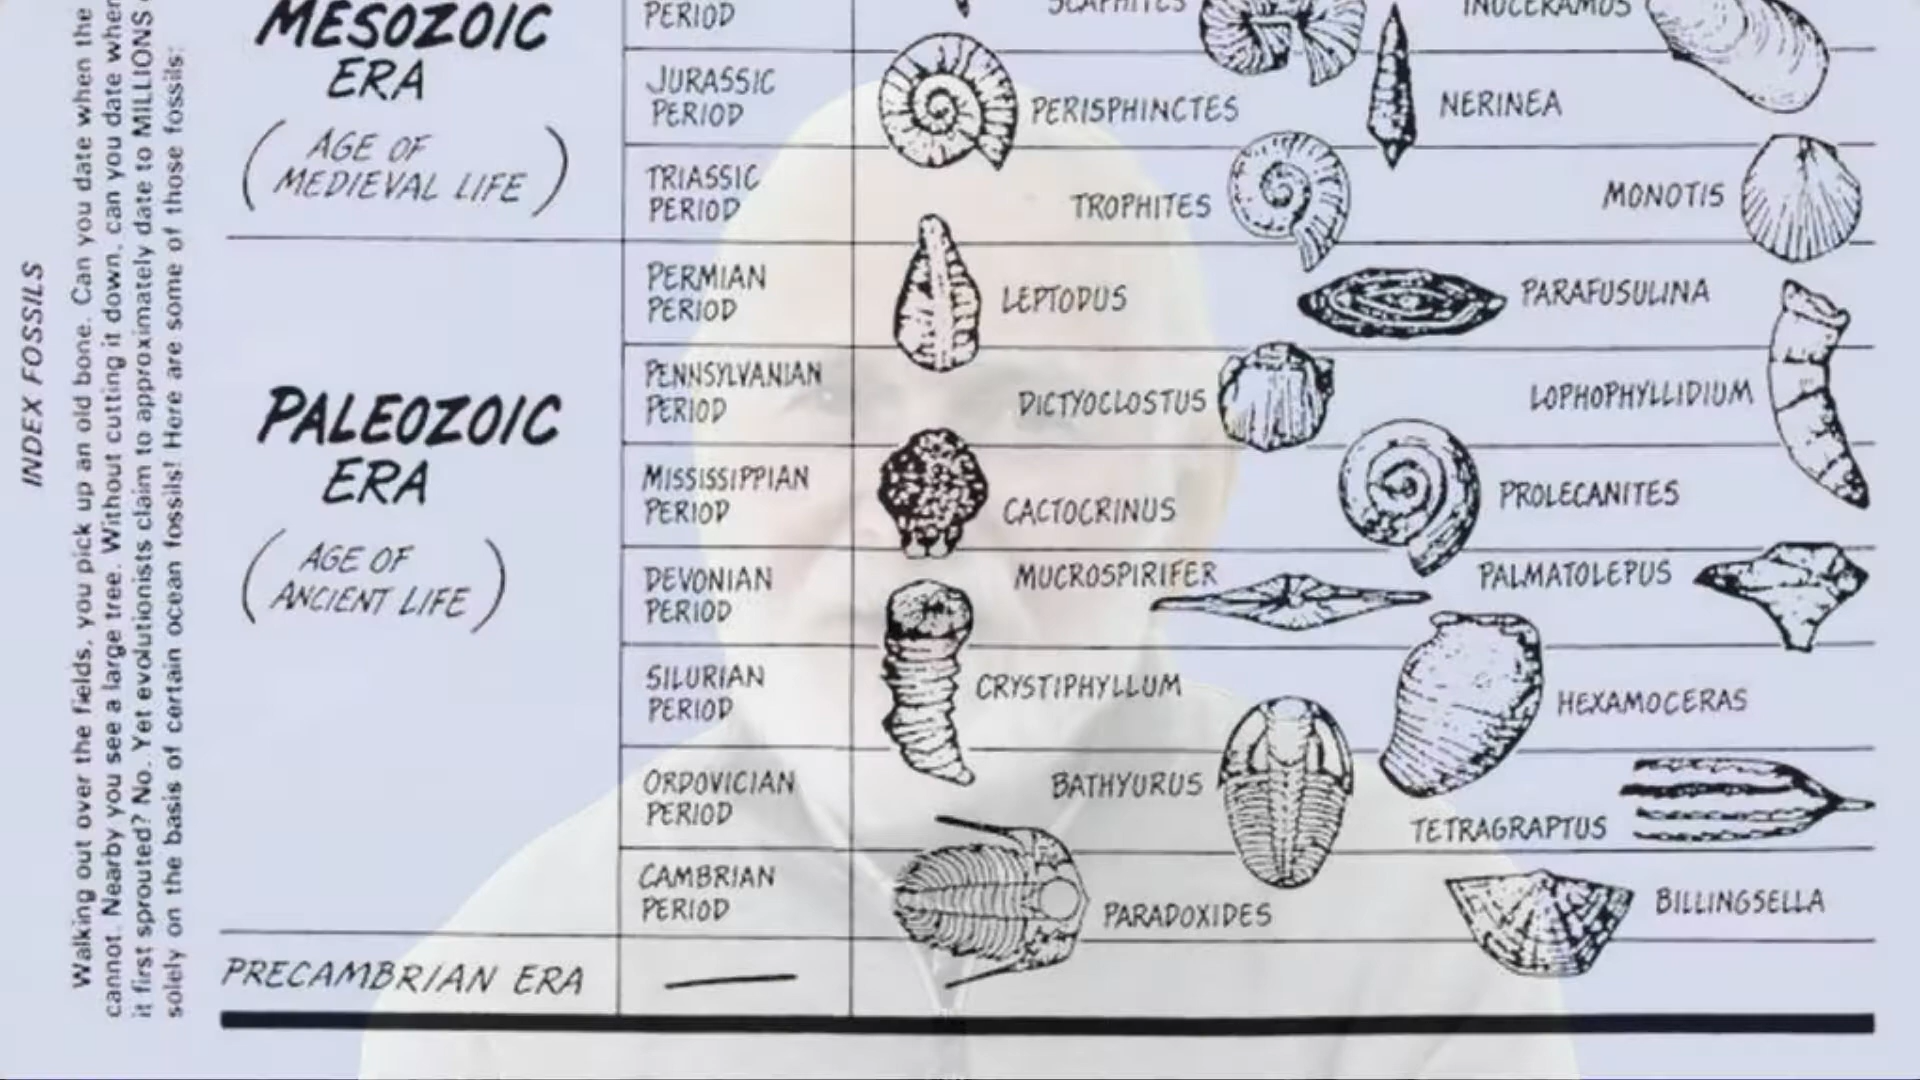 INDEX FOSSILS
Walking out over the fields, you pick up an old bone. Can you date when the
cannot. Nearby you see a large tree. Without cutting it down, can you date when
it first sprouted? No. Yet evolutionists claim to approximately date to MILLIONS
solely on the basis of certain ocean fossils! Here are some of those fossils:
MESOZOIC
ERA
(AGE OF
MEDIEVAL LIFE)
PERIOD
SCAPHITES
INOCERAMUS
JURASSIC
PERIOD
PERISPHINCTES
NERINEA
TRIASSIC
PERIOD
TROPHITES
MONOTIS
PALEOZOIC
ERA
(AGE OF
ANCIENT LIFE)
PERMIAN
PERIOD
LEPTODUS
PARAFUSULINA
PENNSYLVANIAN
PERIOD
DICTYOCLOSTUS
LOPHOPHYLLIDIUM
MISSISSIPPIAN
PERIOD
CACTOCRINUS
PROLECANITES
DEVONIAN
PERIOD
MUCROSPIRIFER
PALMATOLEPUS
SILURIAN
PERIOD
CRYSTIPHYLLUM
HEXAMOCERAS
ORDOVICIAN
PERIOD
BATHYURUS
TETRAGRAPTUS
CAMBRIAN
PERIOD
PARADOXIDES
BILLINGSELLA
PRECAMBRIAN ERA